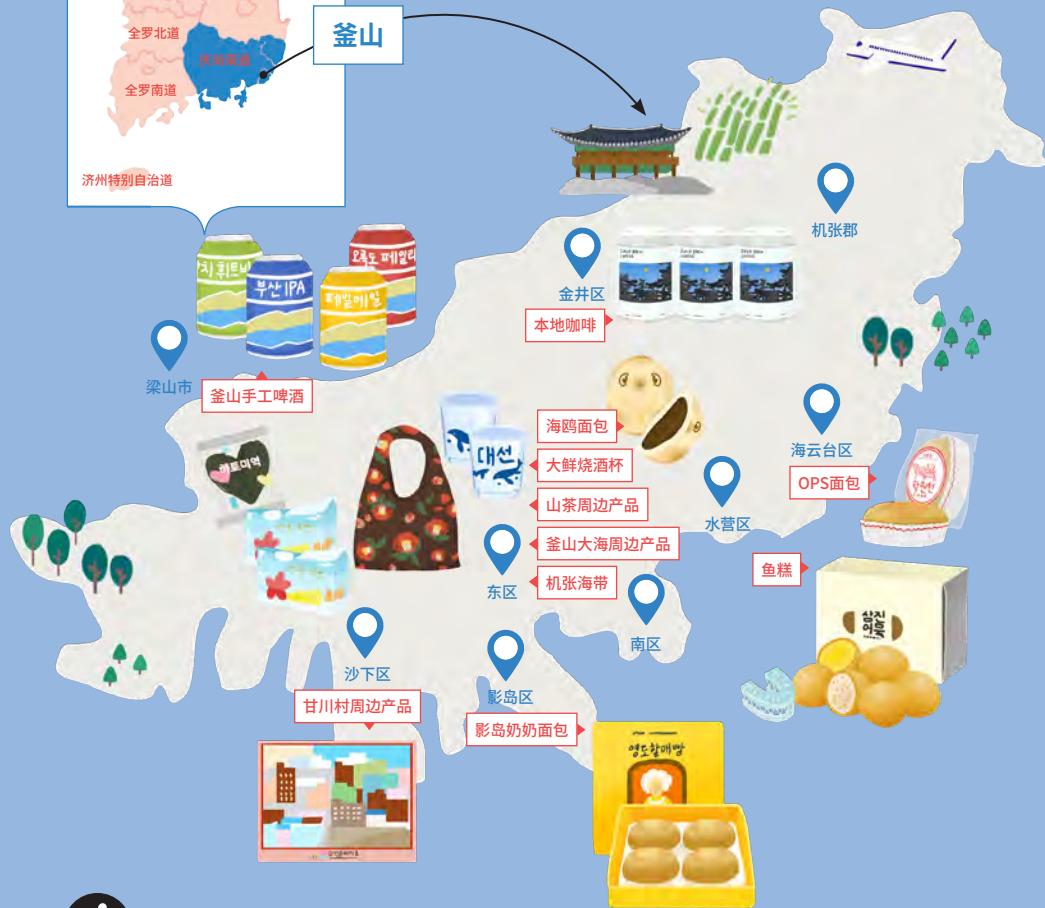 全罗北道
釜山
庆尚南道
全罗南道
济州特别自治道
机张郡
金井区
本地咖啡
부산 IPA
페일에일
梁山市
釜山手工啤酒
海鸥面包
大鲜烧酒杯
대선
山茶周边产品
釜山大海周边产品
机张海带
东区
海云台区
OPS面包
水营区
鱼糕
南区
沙下区
甘川村周边产品
影岛区
影岛奶奶面包
영도할매빵